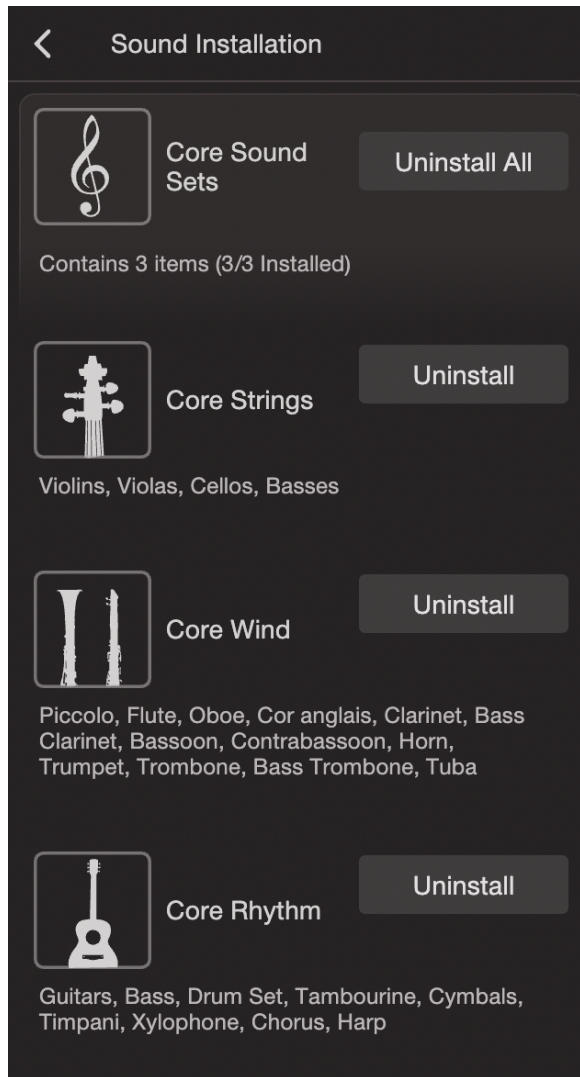 Sound Installation
Core Sound
Sets
Uninstall All
Contains 3 items (3/3 Installed)
Core Strings
Uninstall
Violins, Violas, Cellos, Basses
Core Wind
Uninstall
Piccolo, Flute, Oboe, Cor anglais, Clarinet, Bass
Clarinet, Bassoon, Contrabassoon, Horn,
Trumpet, Trombone, Bass Trombone, Tuba
Core Rhythm
Uninstall
Guitars, Bass, Drum Set, Tambourine, Cymbals,
Timpani, Xylophone, Chorus, Harp